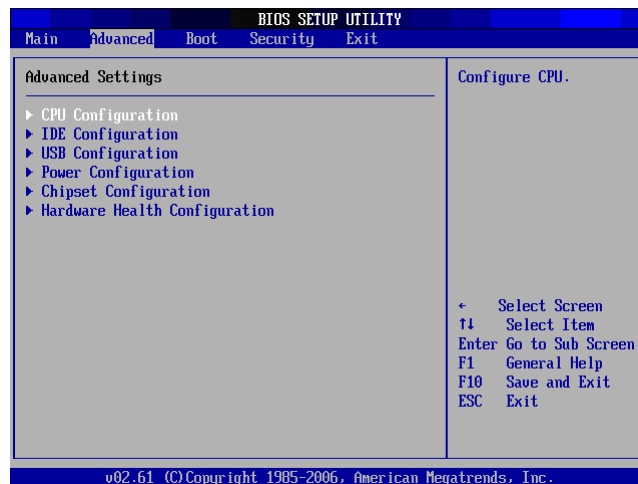 BIOS SETUP UTILITY
Main Advanced Boot Security Exit
Advanced Settings
CPU Configuration
IDE Configuration
USB Configuration
Power Configuration
Chipset Configuration
Hardware Health Configuration
Configure CPU.
← Select Screen
↑↓ Select Item
Enter Go to Sub Screen
F1 General Help
F10 Save and Exit
ESC Exit
v02.61 (C)Copyright 1985-2006, American Megatrends, Inc.